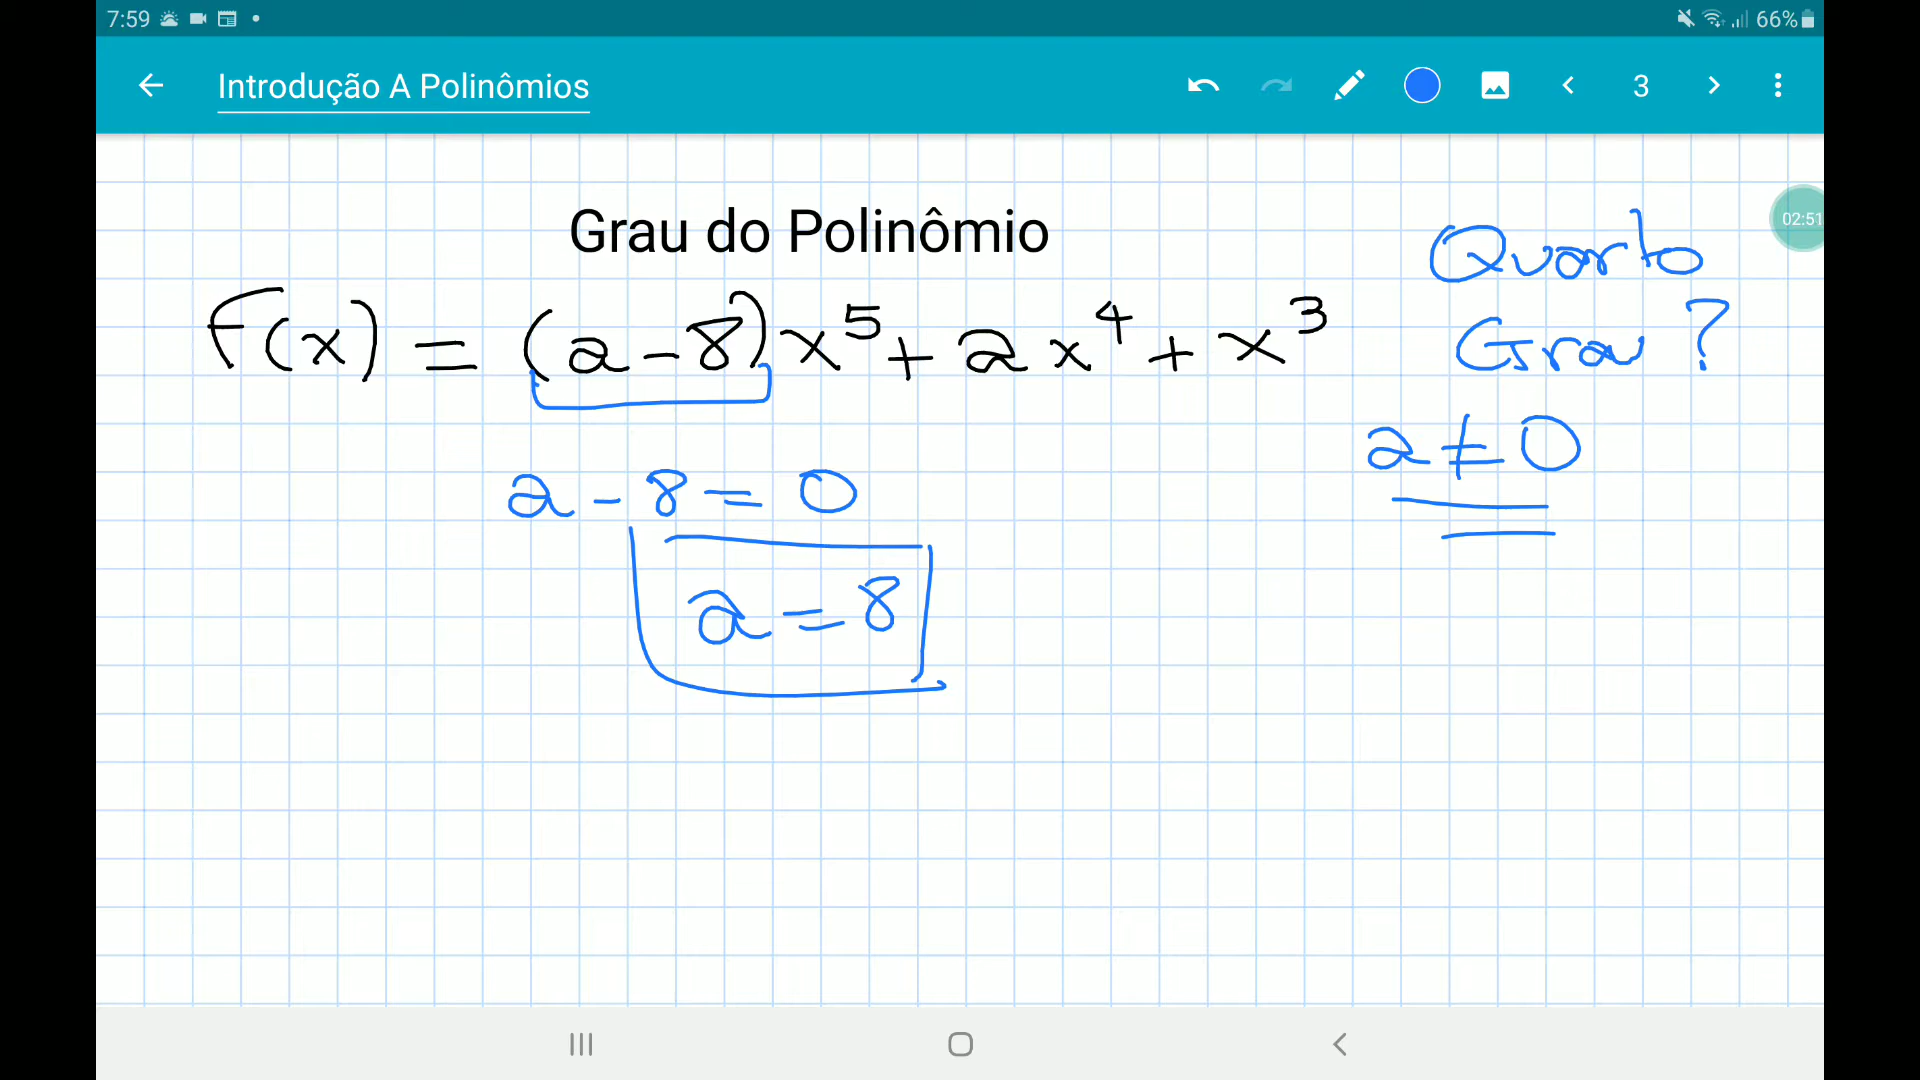 7:59
66%
Introdução A Polinômios
3
02:51
Grau do Polinômio
Quarto
Grau?
f(x) = (a-8)x⁵ + ax⁴ + x³
a ≠ 0
a - 8 = 0
a = 8